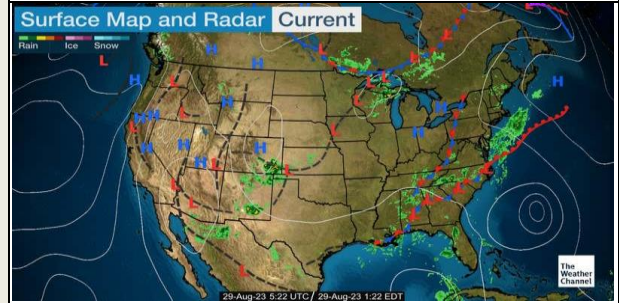 Surface Map and Radar Current
Rain Ice Snow
L L L
L L H
H L L
H H
H L L H
L H
H H L
L H L H
H H H
L H L L
L L L L
L L
L
The
Weather
Channel
29-Aug-23 5:22 UTC / 29-Aug-23 1:22 EDT